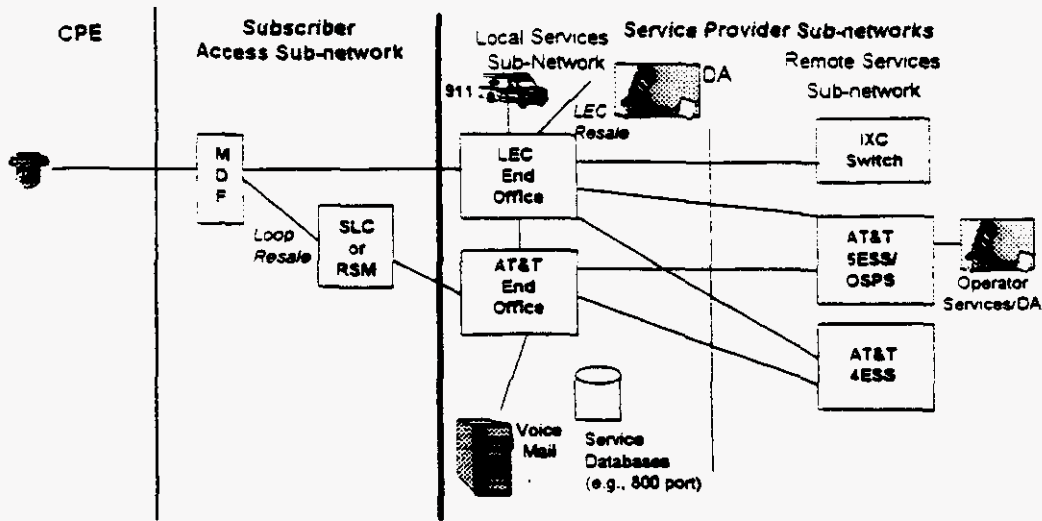 CPE
Subscriber
Access Sub-network
Service Provider Sub-networks
Local Services
Sub-Network
Remote Services
Sub-network
911
DA
LEC
Resale
M
D
F
LEC
End
Office
IXC
Switch
Loop
Resale
SLC
or
RSM
AT&T
End
Office
AT&T
5ESS/
OSPS
Operator
Services/DA
AT&T
4ESS
Voice
Mail
Service
Databases
(e.g., 800 port)